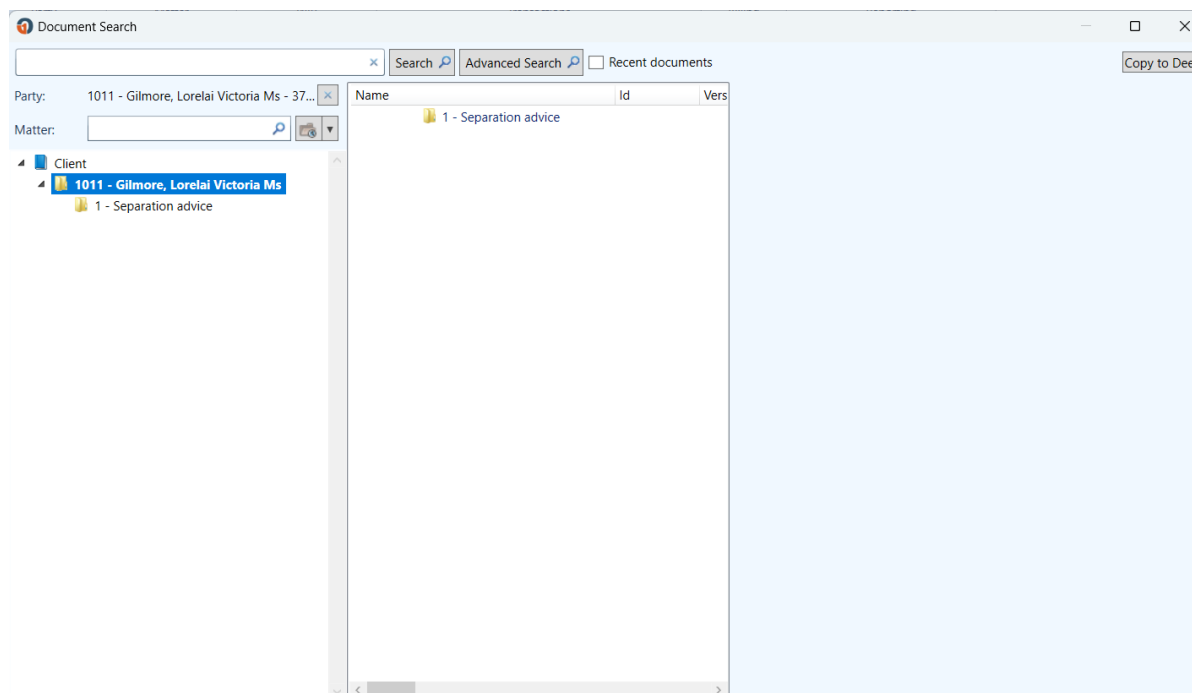 Document Search
Search Advanced Search Recent documents Copy to Dee
Party: 1011 - Gilmore, Lorelai Victoria Ms - 37...
Matter:
Client
1011 - Gilmore, Lorelai Victoria Ms
1 - Separation advice
Name Id Vers
1 - Separation advice